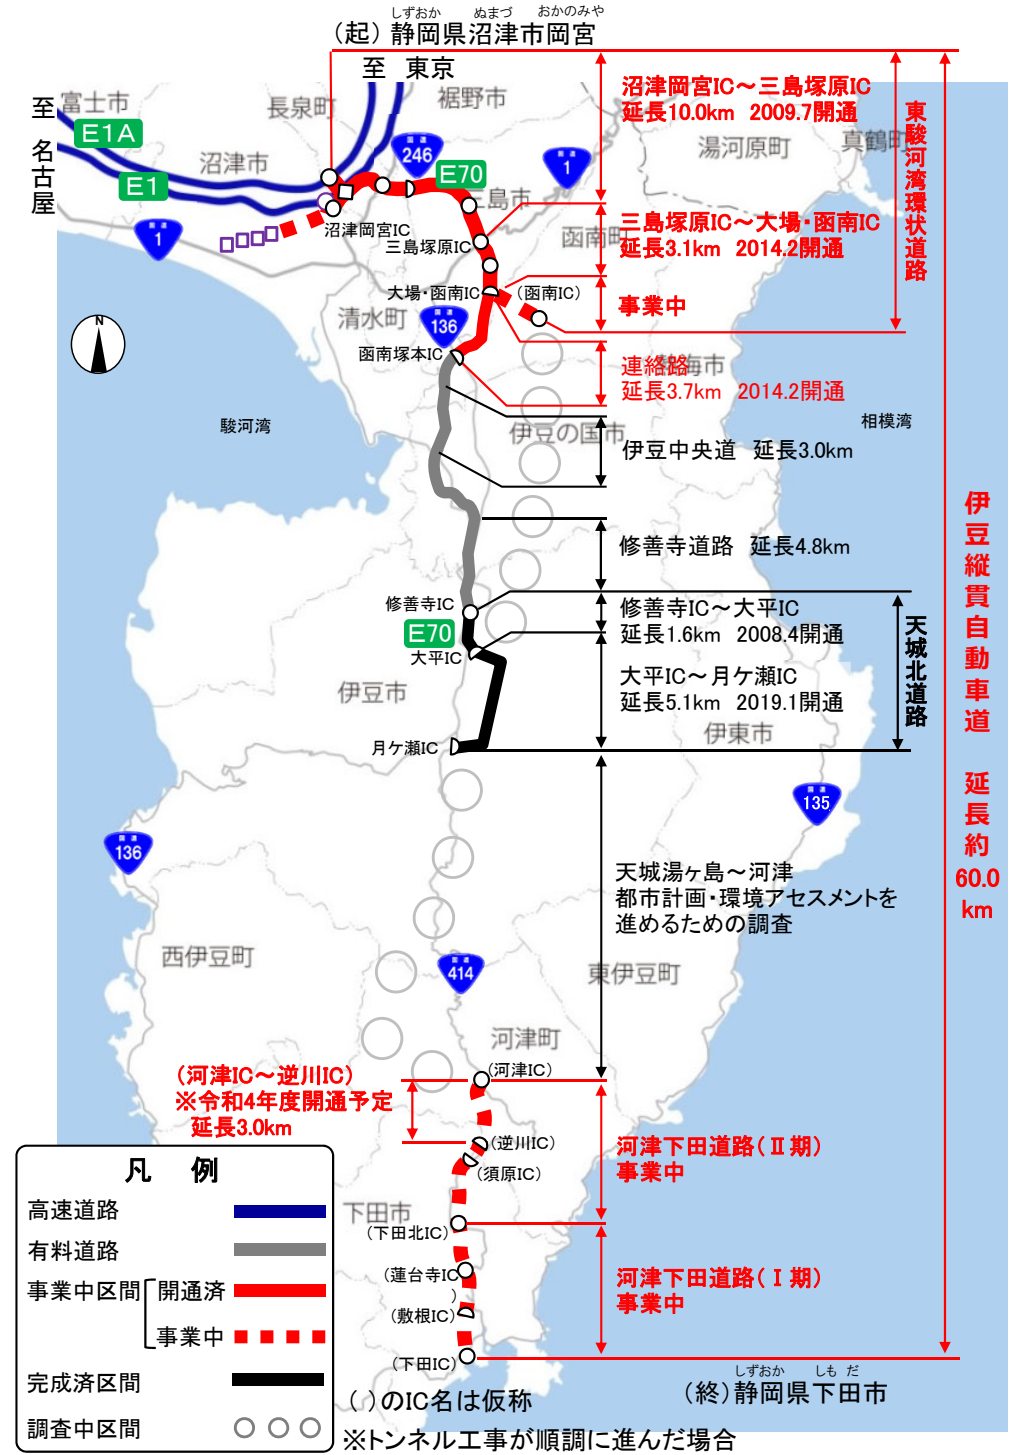 しずおか ぬまづ おかのみや
(起) 静岡県沼津市岡宮
至 東京
至 名古屋
富士市
長泉町
裾野市
E1A
沼津市
国道
246
E1
E70
国道
1
湯河原町
真鶴町
三島市
函南町
国道
1
沼津岡宮IC
三島塚原IC
大場・函南IC
(函南IC)
清水町
国道
136
函南塚本IC
N
熱海市
駿河湾
相模湾
伊豆の国市
沼津岡宮IC～三島塚原IC
延長10.0km 2009.7開通
三島塚原IC～大場・函南IC
延長3.1km 2014.2開通
事業中
東駿河湾環状道路
連絡路
延長3.7km 2014.2開通
伊豆中央道 延長3.0km
修善寺道路 延長4.8km
修善寺IC
E70
大平IC
修善寺IC～大平IC
延長1.6km 2008.4開通
大平IC～月ケ瀬IC
延長5.1km 2019.1開通
天城北道路
伊豆市
伊東市
月ケ瀬IC
伊豆縦貫自動車道 延長約
60.0
km
国道
135
国道
136
天城湯ヶ島～河津
都市計画・環境アセスメントを
進めるための調査
西伊豆町
国道
414
東伊豆町
河津町
(河津IC)
(河津IC～逆川IC)
※令和4年度開通予定
延長3.0km
(逆川IC)
(須原IC)
河津下田道路(Ⅱ期)
事業中
下田市
(下田北IC)
(蓮台寺IC
)
(敷根IC)
(下田IC)
河津下田道路(Ⅰ期)
事業中
凡 例
高速道路
有料道路
事業中区間
開通済
事業中
完成済区間
調査中区間
しずおか しもだ
(終)静岡県下田市
( )のIC名は仮称
※トンネル工事が順調に進んだ場合